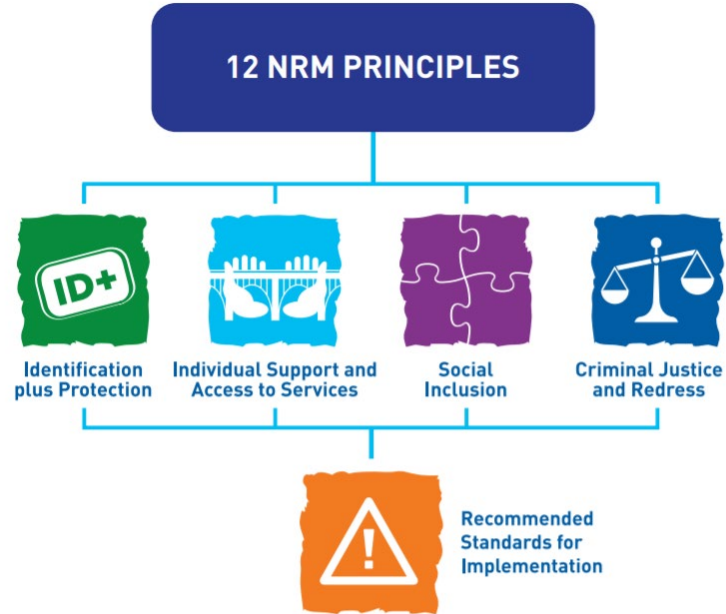 12 NRM PRINCIPLES
ID+
Identification
plus Protection
Individual Support and
Access to Services
Social
Inclusion
Criminal Justice
and Redress
!
Recommended
Standards for
Implementation